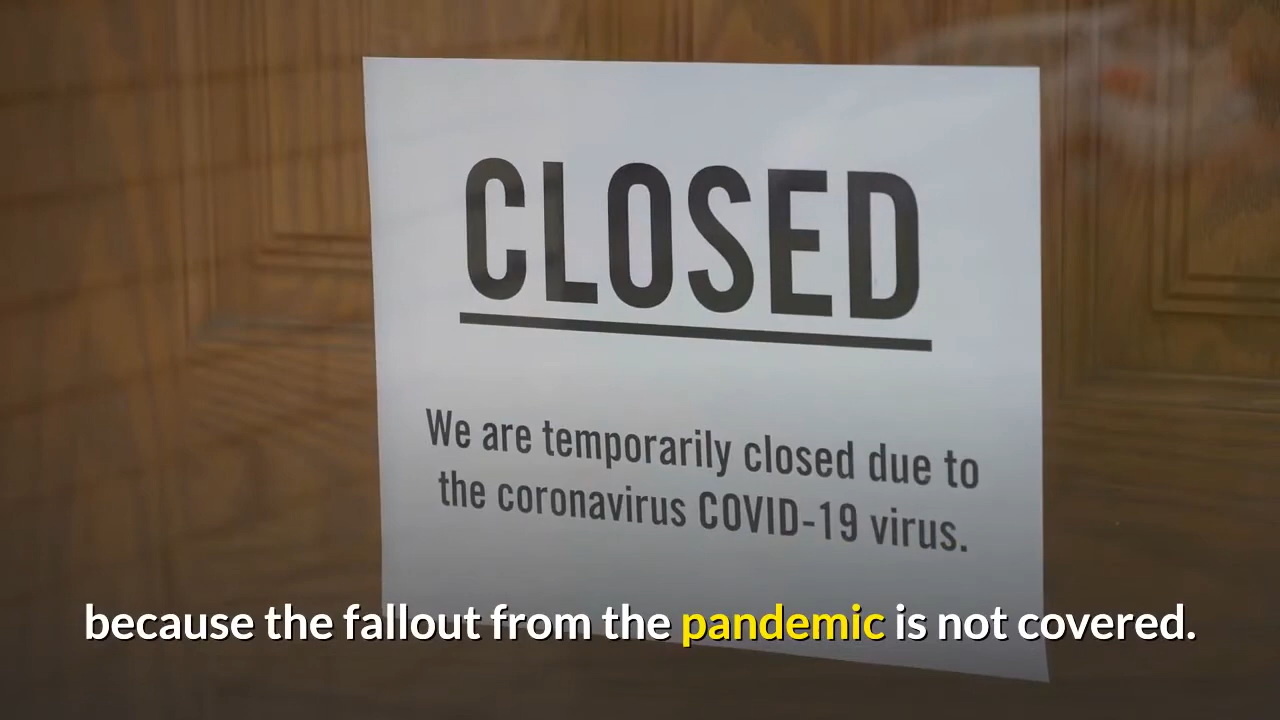 CLOSED
We are temporarily closed due to
the coronavirus COVID-19 virus.
because the fallout from the pandemic is not covered.